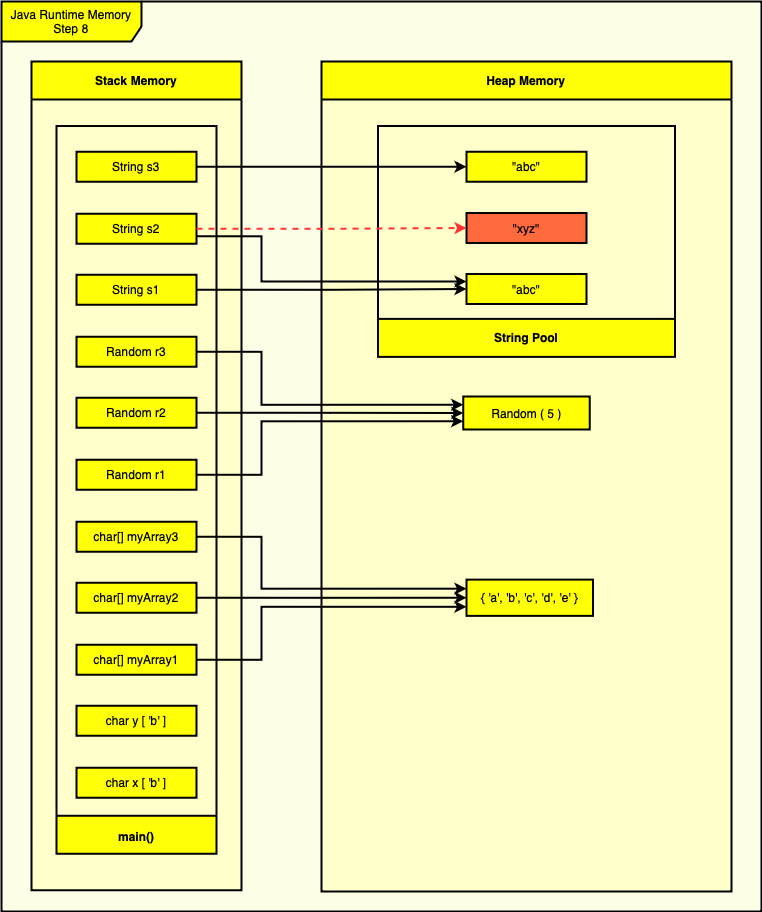 Java Runtime Memory
Step 8
Stack Memory
String s3
String s2
String s1
Random r3
Random r2
Random r1
char[] myArray3
char[] myArray2
char[] myArray1
char y [ 'b' ]
char x [ 'b' ]
main()
Heap Memory
"abc"
"xyz"
"abc"
String Pool
Random ( 5 )
{ 'a', 'b', 'c', 'd', 'e' }